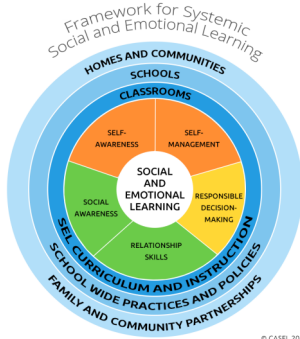 Framework for Systemic
Social and Emotional Learning
HOMES AND COMMUNITIES
SCHOOLS
CLASSROOMS
SELF-
AWARENESS
SELF-
MANAGEMENT
SOCIAL
AND
EMOTIONAL
LEARNING
SOCIAL
AWARENESS
RESPONSIBLE
DECISION-
MAKING
RELATIONSHIP
SKILLS
SEL CURRICULUM AND INSTRUCTION
SCHOOL WIDE PRACTICES AND POLICIES
FAMILY AND COMMUNITY PARTNERSHIPS
© CASEL